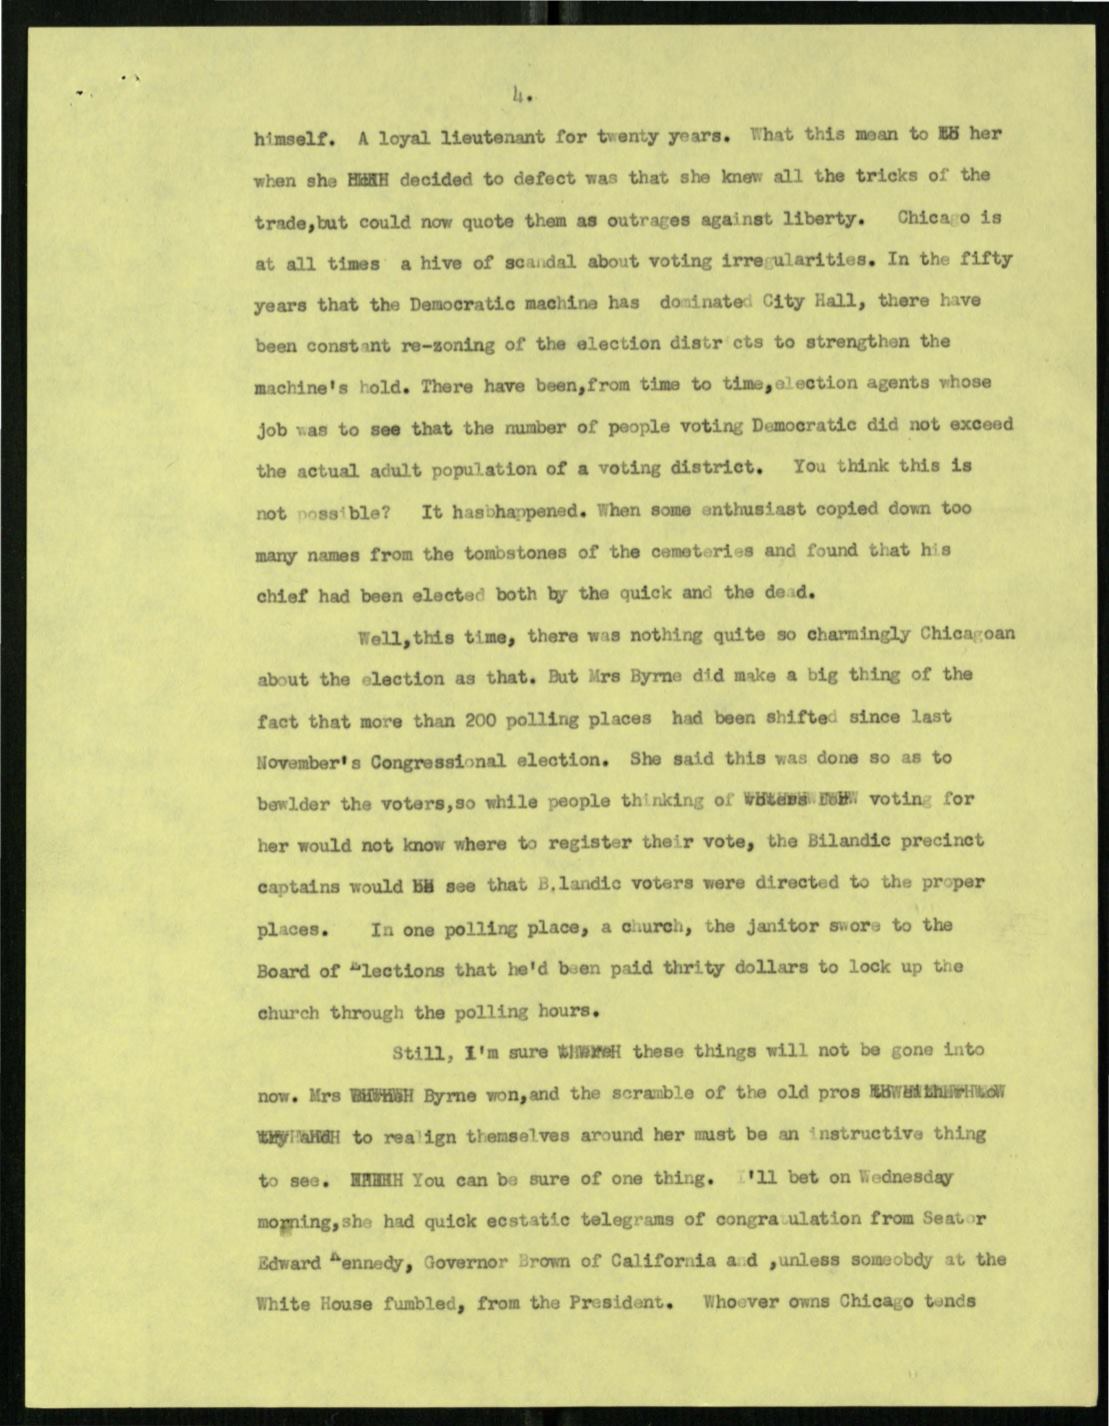 4.
himself. A loyal lieutenant for twenty years. What this mean to her
when she decided to defect was that she knew all the tricks of the
trade,but could now quote them as outrages against liberty. Chicago is
at all times a hive of scandal about voting irregularities. In the fifty
years that the Democratic machine has dominated City Hall, there have
been constant re-zoning of the election districts to strengthen the
machine's hold. There have been,from time to time,election agents whose
job was to see that the number of people voting Democratic did not exceed
the actual adult population of a voting district. You think this is
not possible? It hasbhappened. When some enthusiast copied down too
many names from the tombstones of the cemeteries and found that his
chief had been elected both by the quick and the dead.
Well,this time, there was nothing quite so charmingly Chicagoan
about the election as that. But Mrs Byrne did make a big thing of the
fact that more than 200 polling places had been shifted since last
November's Congressional election. She said this was done so as to
bewlder the voters,so while people thinking of voting for
her would not know where to register their vote, the Bilandic precinct
captains would see that Bilandic voters were directed to the proper
places. In one polling place, a church, the janitor swore to the
Board of Elections that he'd been paid thrity dollars to lock up the
church through the polling hours.
Still, I'm sure these things will not be gone into
now. Mrs Byrne won,and the scramble of the old pros
to realign themselves around her must be an instructive thing
to see. You can be sure of one thing. I'll bet on Wednesday
morning,she had quick ecstatic telegrams of congratulation from Seator
Edward Kennedy, Governor Brown of California and ,unless someobdy at the
White House fumbled, from the President. Whoever owns Chicago tends